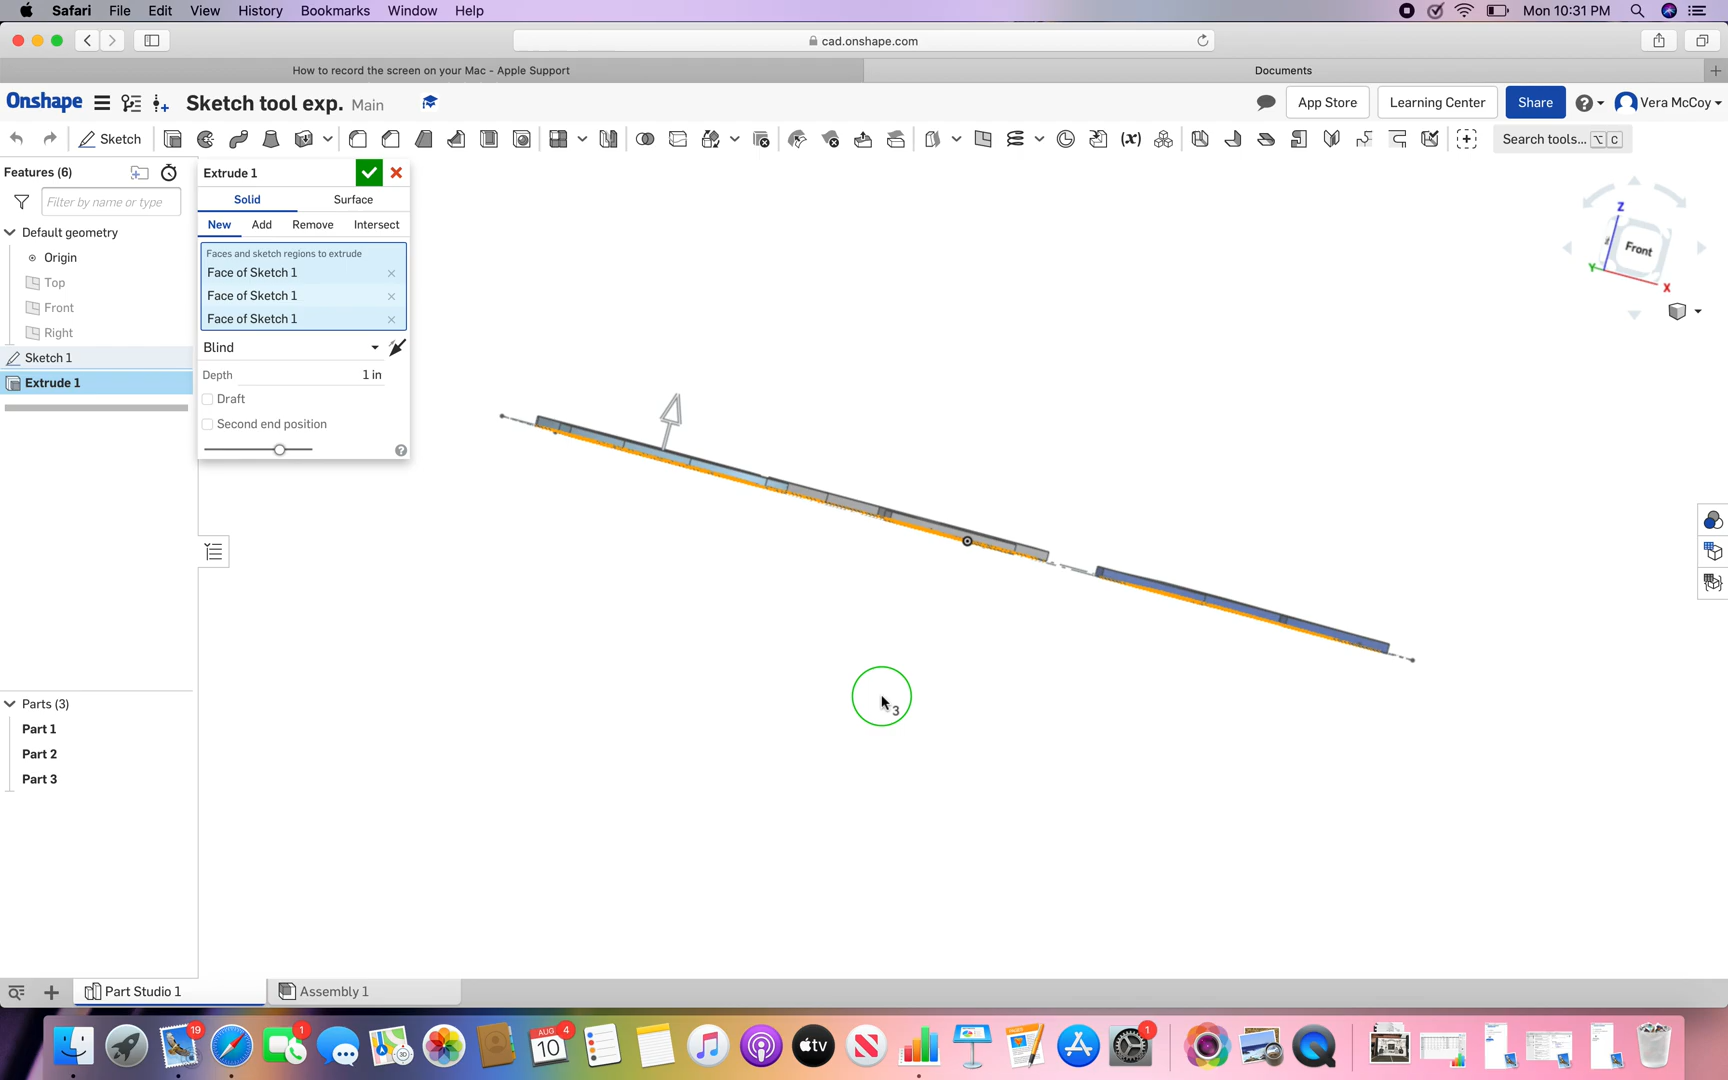 Safari File Edit View History Bookmarks Window Help Mon 10:31 PM
cad.onshape.com
How to record the screen on your Mac - Apple Support Documents
Onshape Sketch tool exp. Main App Store Learning Center Share Vera McCoy
Sketch Search tools... ⌥ C
Features (6)
Filter by name or type
Default geometry
Origin
Top
Front
Right
Sketch 1
Extrude 1
Extrude 1
Solid Surface
New Add Remove Intersect
Faces and sketch regions to extrude
Face of Sketch 1
Face of Sketch 1
Face of Sketch 1
Blind
Depth 1 in
Draft
Second end position
Z
Front
Y
X
3
Parts (3)
Part 1
Part 2
Part 3
Part Studio 1 Assembly 1
19 1 AUG 4 10 tv 1